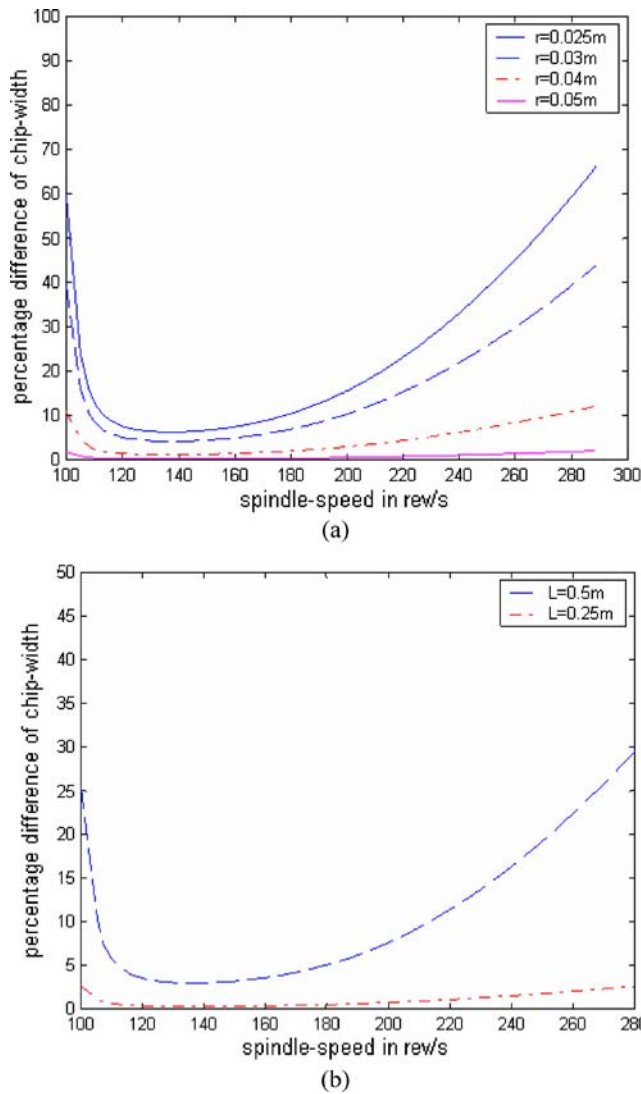 100
90
80
70
60
50
40
30
20
10
0
percentage difference of chip-width
r=0.025m
r=0.03m
r=0.04m
r=0.05m
100 120 140 160 180 200 220 240 260 280 300
spindle-speed in rev/s
(a)
50
45
40
35
30
25
20
15
10
5
0
percentage difference of chip-width
L=0.5m
L=0.25m
100 120 140 160 180 200 220 240 260 280
spindle-speed in rev/s
(b)